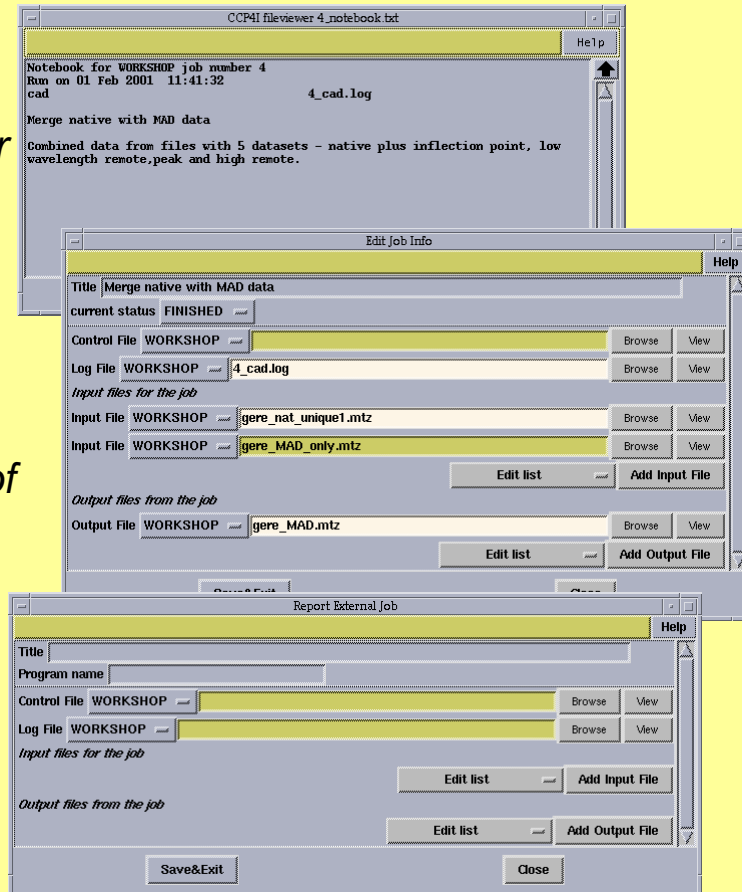 CCP4I fileviewer 4_notebook.txt
Help
Notebook for WORKSHOP job number 4
Run on 01 Feb 2001 11:41:32
cad 4_cad.log
Merge native with MAD data
Combined data from files with 5 datasets - native plus inflection point, low
wavelength remote,peak and high remote.
of
Edit Job Info
Help
Title Merge native with MAD data
current status FINISHED
Control File WORKSHOP Browse View
Log File WORKSHOP 4_cad.log Browse View
Input files for the job
Input File WORKSHOP gere_nat_unique1.mtz Browse View
Input File WORKSHOP gere_MAD_only.mtz Browse View
Edit list Add Input File
Output files from the job
Output File WORKSHOP gere_MAD.mtz Browse View
Edit list Add Output File
Save&Exit Close
Report External Job
Help
Title
Program name
Control File WORKSHOP Browse View
Log File WORKSHOP Browse View
Input files for the job
Edit list Add Input File
Output files from the job
Edit list Add Output File
Save&Exit Close